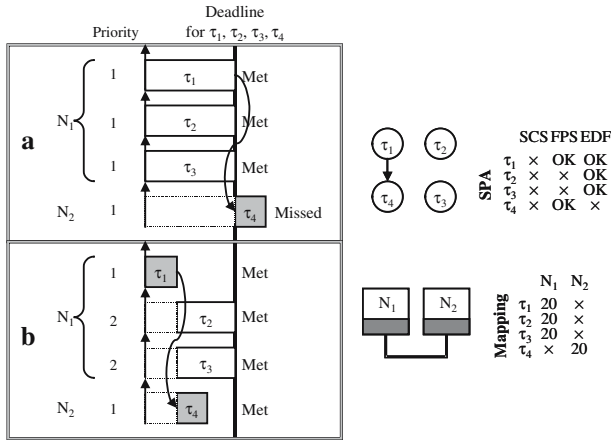 Deadline
Priority for τ1, τ2, τ3, τ4
a
N1
1 τ1 Met
1 τ2 Met
1 τ3 Met
N2 1 τ4 Missed
b
N1
1 τ1 Met
2 τ2 Met
2 τ3 Met
N2 1 τ4 Met
τ1 τ2
τ4 τ3
SPA
SCS FPS EDF
τ1 × OK OK
τ2 × × OK
τ3 × × OK
τ4 × OK ×
N1 N2
Mapping
N1 N2
τ1 20 ×
τ2 20 ×
τ3 20 ×
τ4 × 20